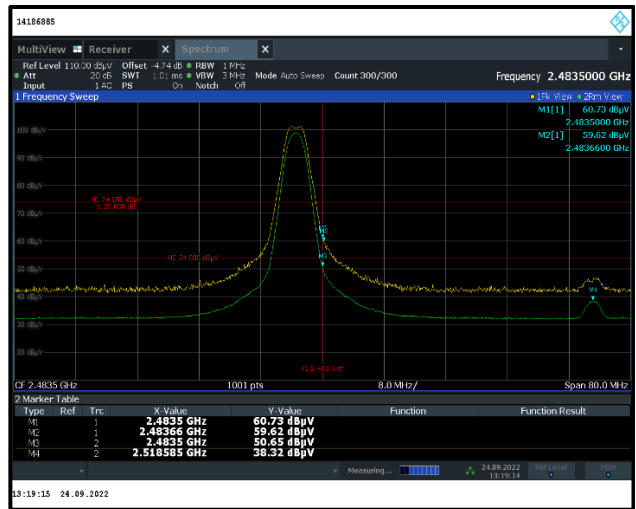 14186885
MultiView Receiver X Spectrum X
Ref Level 110.00 dBµV Offset -4.74 dB RBW 1 MHz
Att 20 dB SWT 1.01 ms VBW 3 MHz Mode Auto Sweep Count 300/300 Frequency 2.4835000 GHz
Input 1 AC PS On Notch Off
1 Frequency Sweep 1Pk View 2Rm View
M1[1] 60.73 dBµV
2.4835000 GHz
M2[1] 59.62 dBµV
2.4836600 GHz
100 dBµV
90 dBµV
80 dBµV
H1 74.000 dBµV
70 dBµV
60 dBµV
H2 54.000 dBµV
50 dBµV
M3
M4
40 dBµV
30 dBµV
20 dBµV
CF 2.4835 GHz 1001 pts 8.0 MHz/ Span 80.0 MHz
2 Marker Table
Type Ref Trc X-Value Y-Value Function Function Result
M1 1 2.4835 GHz 60.73 dBµV
M2 1 2.48366 GHz 59.62 dBµV
M3 2 2.4835 GHz 50.65 dBµV
M4 2 2.518585 GHz 38.32 dBµV
Measuring... 24.09.2022 Ref Level RBW
13:19:14
13:19:15 24.09.2022